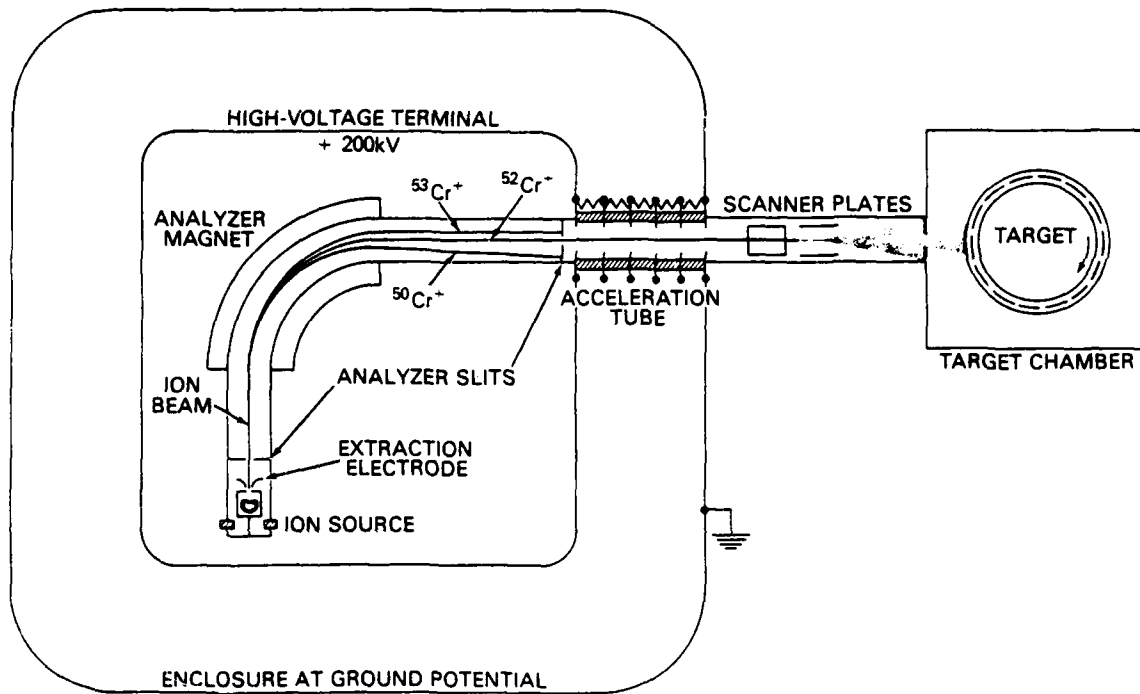 HIGH-VOLTAGE TERMINAL
+ 200kV
53Cr+
52Cr+
ANALYZER
MAGNET
SCANNER PLATES
TARGET
50Cr+
ACCELERATION
TUBE
TARGET CHAMBER
ION
BEAM
ANALYZER SLITS
EXTRACTION
ELECTRODE
ION SOURCE
ENCLOSURE AT GROUND POTENTIAL